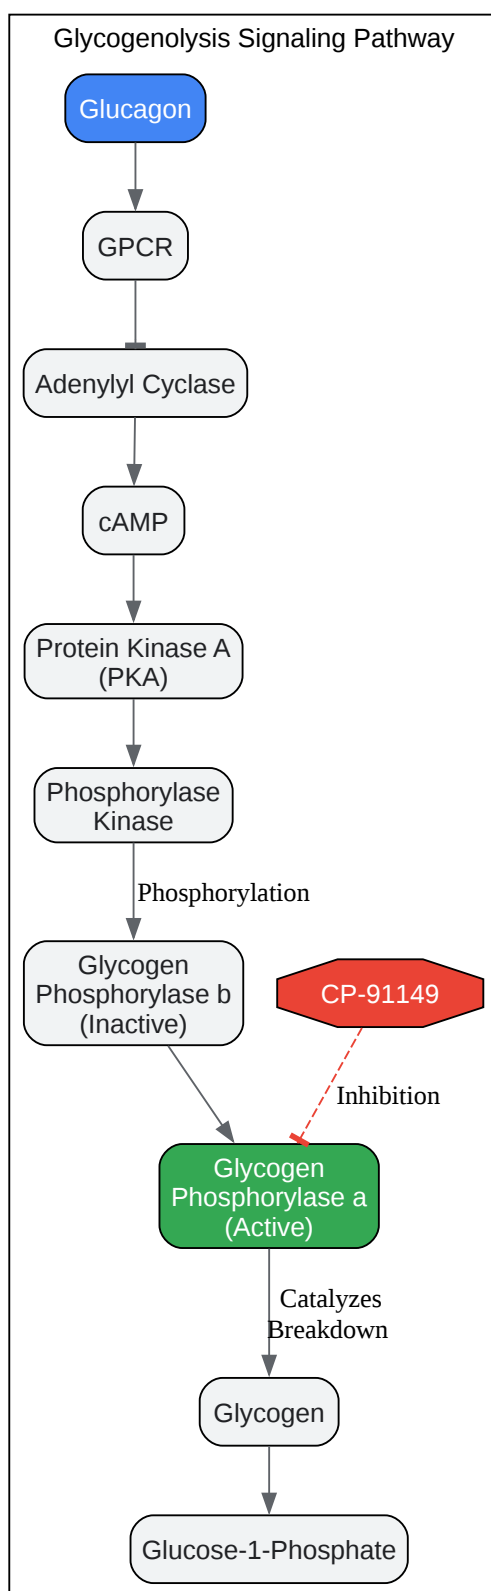 Glycogenolysis Signaling Pathway
Glucagon
GPCR
Adenylyl Cyclase
cAMP
Protein Kinase A
(PKA)
Phosphorylase
Kinase
Phosphorylation
Glycogen
Phosphorylase b
(Inactive)
CP-91149
Inhibition
Glycogen
Phosphorylase a
(Active)
Catalyzes
Breakdown
Glycogen
Glucose-1-Phosphate